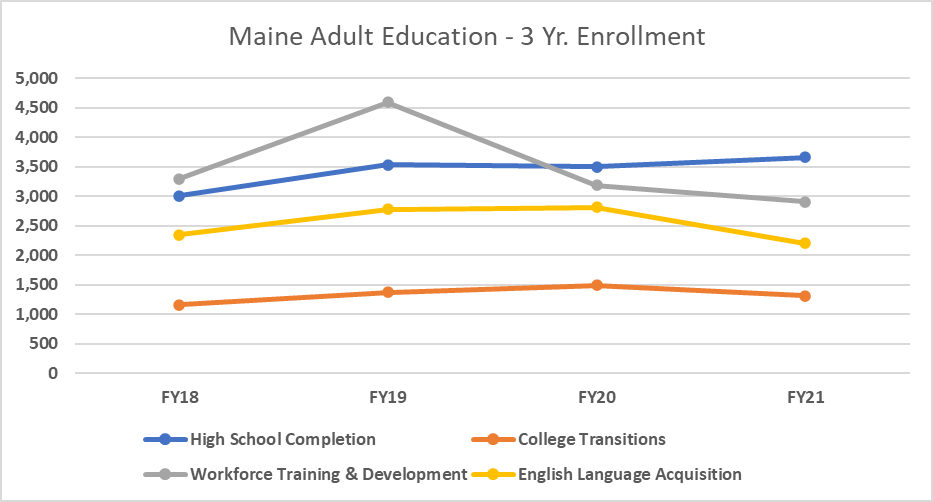 Maine Adult Education - 3 Yr. Enrollment
5,000
4,500
4,000
3,500
3,000
2,500
2,000
1,500
1,000
500
0
FY18 FY19 FY20 FY21
High School Completion College Transitions
Workforce Training & Development English Language Acquisition